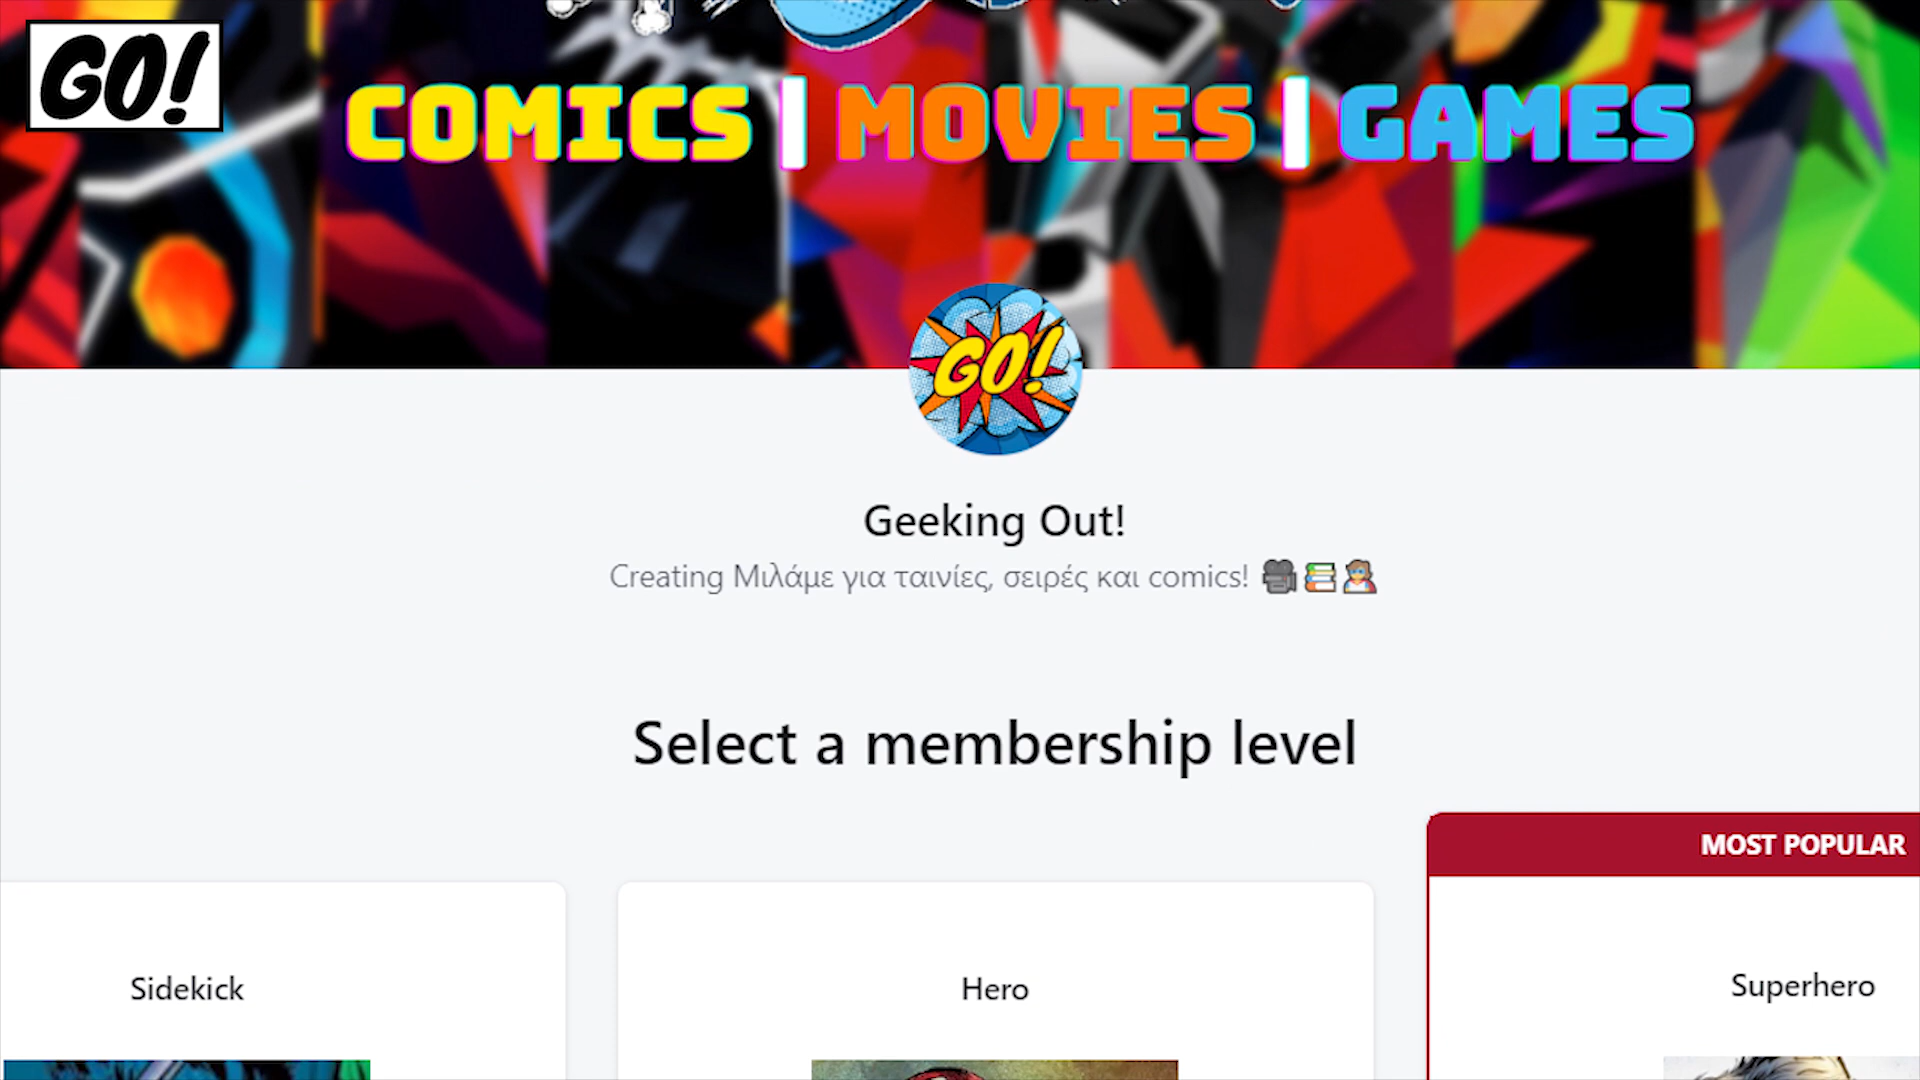 GO!
COMICS | MOVIES | GAMES
GO!
Geeking Out!
Creating Μιλάμε για ταινίες, σειρές και comics! 🎥📚🦸
Select a membership level
MOST POPULAR
Sidekick
Hero
Superhero